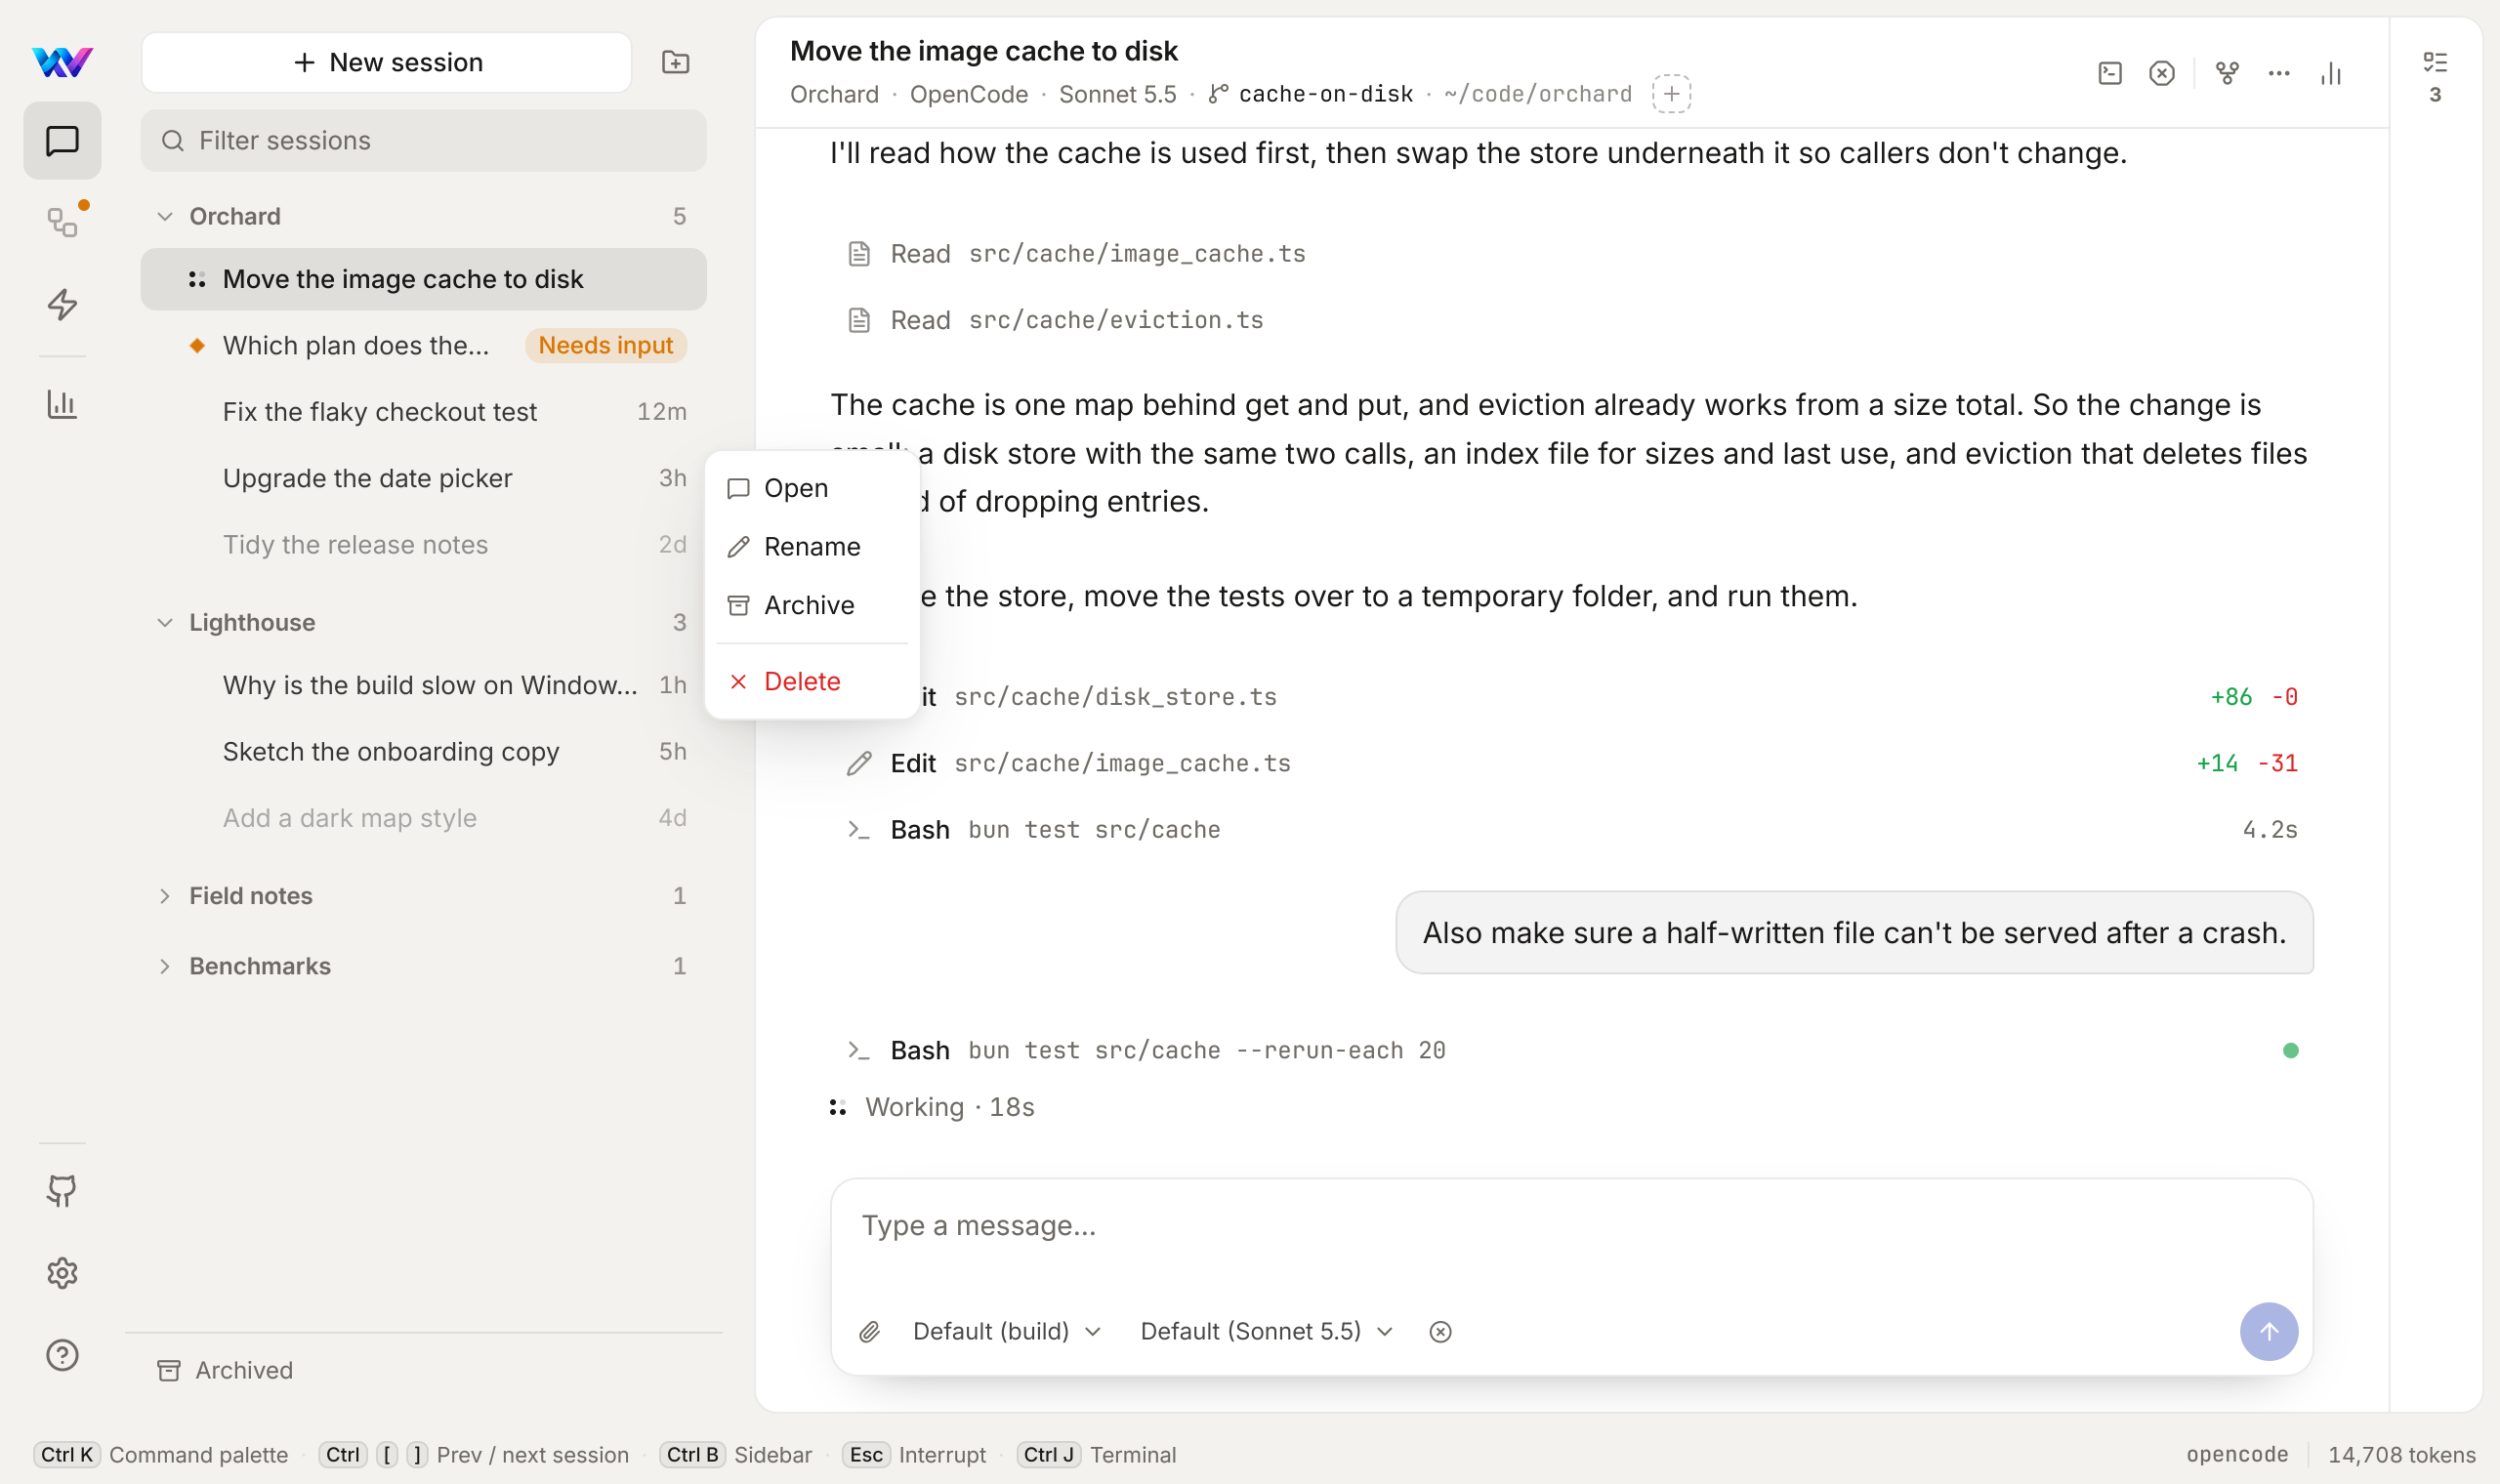 New session
Filter sessions
Orchard 5
Move the image cache to disk
Which plan does the... Needs input
Fix the flaky checkout test 12m
Upgrade the date picker 3h
Tidy the release notes 2d
Lighthouse 3
Why is the build slow on Window... 1h
Sketch the onboarding copy 5h
Add a dark map style 4d
Field notes 1
Benchmarks 1
Archived
Open
Rename
Archive
Delete
Move the image cache to disk
Orchard · OpenCode · Sonnet 5.5 · cache-on-disk · ~/code/orchard
3
I'll read how the cache is used first, then swap the store underneath it so callers don't change.
Read src/cache/image_cache.ts
Read src/cache/eviction.ts
The cache is one map behind get and put, and eviction already works from a size total. So the change is
a disk store with the same two calls, an index file for sizes and last use, and eviction that deletes files
of dropping entries.
the store, move the tests over to a temporary folder, and run them.
src/cache/disk_store.ts +86 -0
Edit src/cache/image_cache.ts +14 -31
Bash bun test src/cache 4.2s
Also make sure a half-written file can't be served after a crash.
Bash bun test src/cache --rerun-each 20
Working · 18s
Type a message...
Default (build) Default (Sonnet 5.5)
Ctrl K Command palette · Ctrl [ ] Prev / next session · Ctrl B Sidebar · Esc Interrupt · Ctrl J Terminal
opencode 14,708 tokens